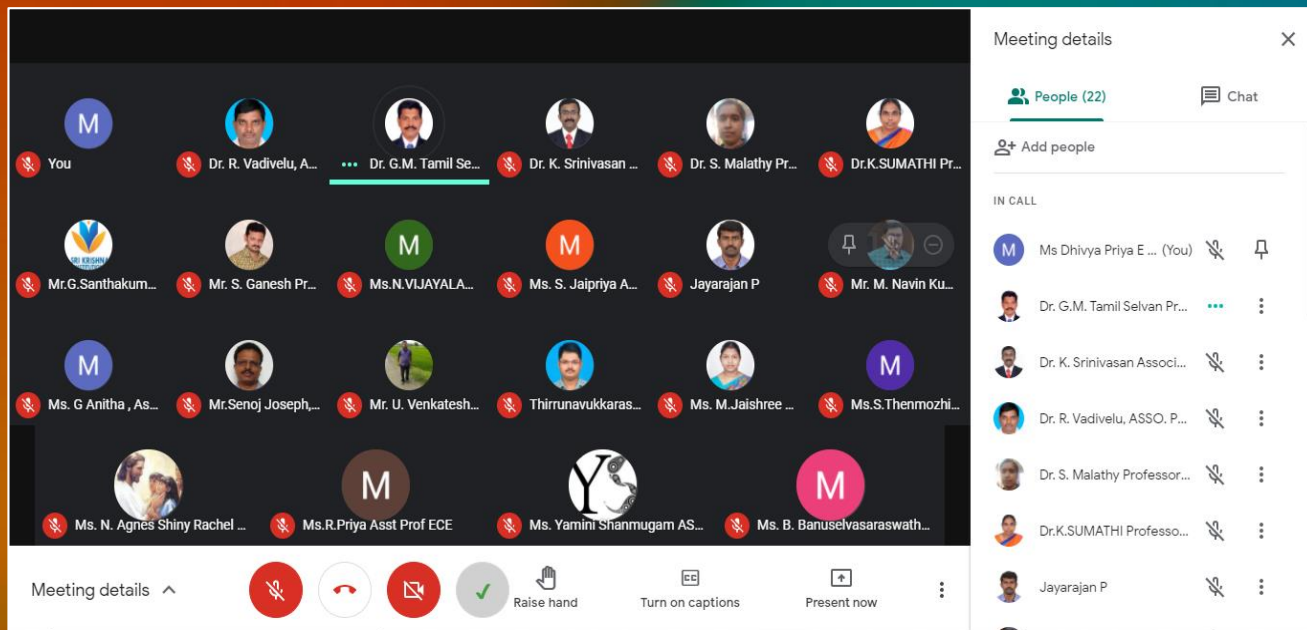 M
You
Dr. R. Vadivelu, A...
Dr. G.M. Tamil Se...
Dr. K. Srinivasan ...
Dr. S. Malathy Pr...
Dr.K.SUMATHI Pr...
SRI KRISHNA
M
M
Mr.G.Santhakum...
Mr. S. Ganesh Pr...
Ms.N.VIJAYALA...
Ms. S. Jaipriya A...
Jayarajan P
Mr. M. Navin Ku...
M
M
Ms. G Anitha , As...
Mr.Senoj Joseph,...
Mr. U. Venkatesh...
Thirrunavukkaras...
Ms. M.Jaishree ...
Ms.S.Thenmozhi...
M
YS
M
Ms. N. Agnes Shiny Rachel ...
Ms.R.Priya Asst Prof ECE
Ms. Yamini Shanmugam AS...
Ms. B. Banuselvasaraswath...
Meeting details
Raise hand
CC
Turn on captions
Present now
Meeting details
People (22)
Chat
Add people
IN CALL
M
Ms Dhivya Priya E ... (You)
Dr. G.M. Tamil Selvan Pr...
Dr. K. Srinivasan Associ...
Dr. R. Vadivelu, ASSO. P...
Dr. S. Malathy Professor...
Dr.K.SUMATHI Professo...
Jayarajan P